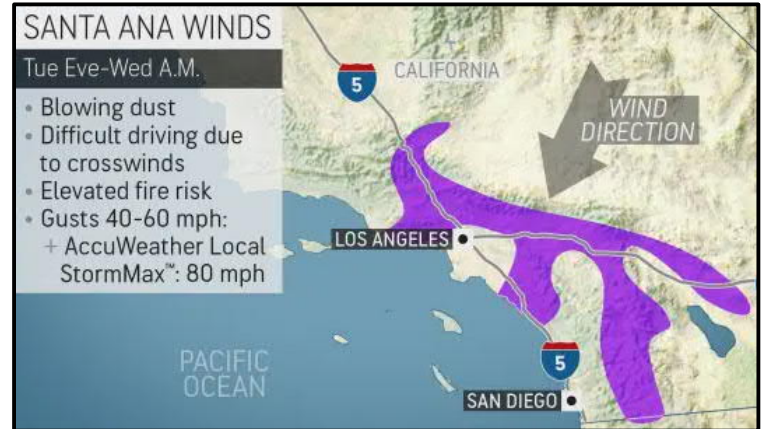 SANTA ANA WINDS
Tue Eve-Wed A.M.
• Blowing dust
• Difficult driving due
to crosswinds
• Elevated fire risk
• Gusts 40-60 mph:
+ AccuWeather Local
StormMax™: 80 mph
5
CALIFORNIA
WIND
DIRECTION
LOS ANGELES
PACIFIC
OCEAN
5
SAN DIEGO